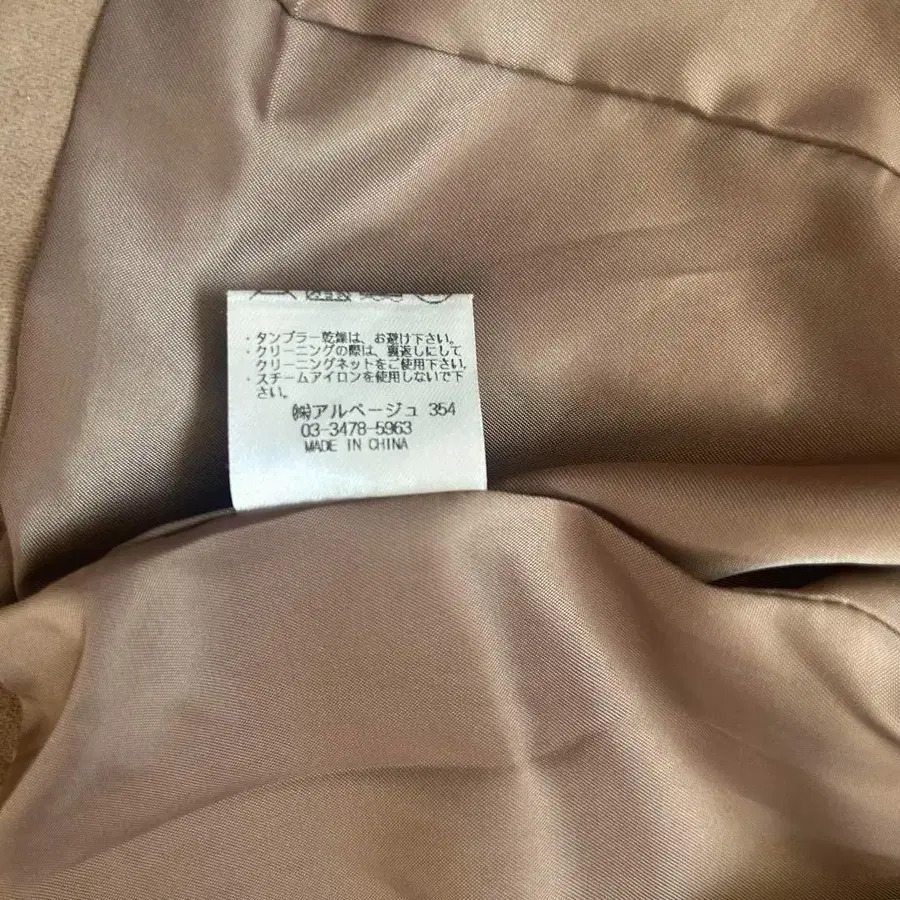 ・タンブラー乾燥は、お避け下さい。
・クリーニングの際は、裏返しにして
クリーニングネットをご使用下さい。
・スチームアイロンを使用しないで下
さい。
㈱アルページュ 354
03-3478-5963
MADE IN CHINA